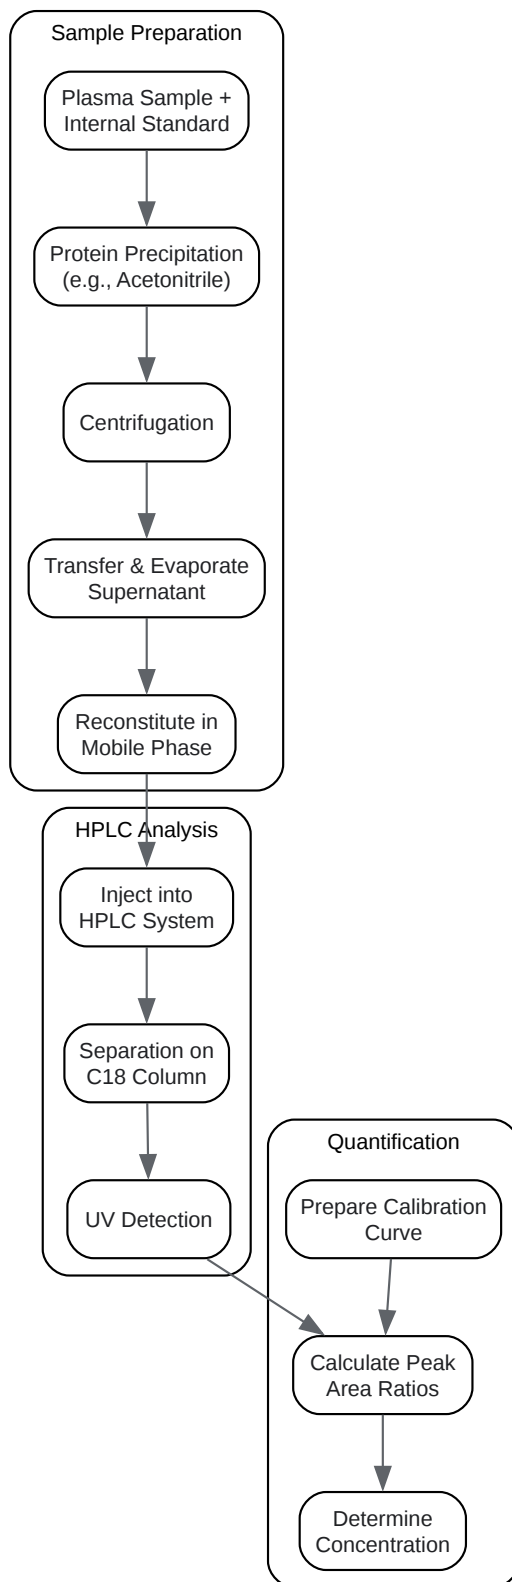 Sample Preparation
Plasma Sample +
Internal Standard
Protein Precipitation
(e.g., Acetonitrile)
Centrifugation
Transfer & Evaporate
Supernatant
Reconstitute in
Mobile Phase
HPLC Analysis
Inject into
HPLC System
Separation on
C18 Column
UV Detection
Quantification
Prepare Calibration
Curve
Calculate Peak
Area Ratios
Determine
Concentration